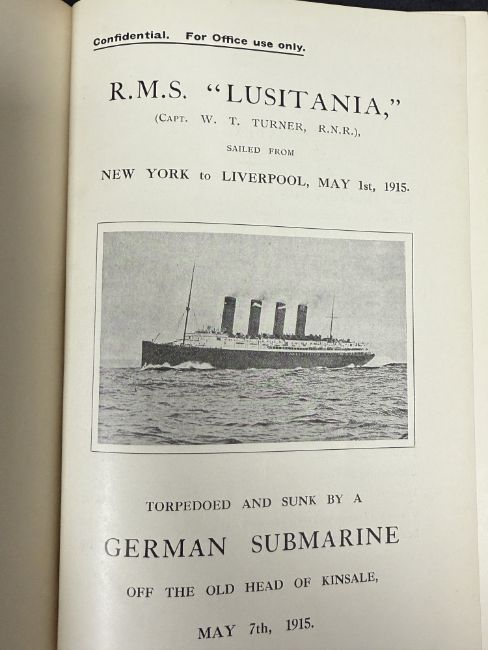 Confidential. For Office use only.
R.M.S. “LUSITANIA,”
(CAPT. W. T. TURNER, R.N.R.),
SAILED FROM
NEW YORK to LIVERPOOL, MAY 1st, 1915.
TORPEDOED AND SUNK BY A
GERMAN SUBMARINE
OFF THE OLD HEAD OF KINSALE,
MAY 7th, 1915.